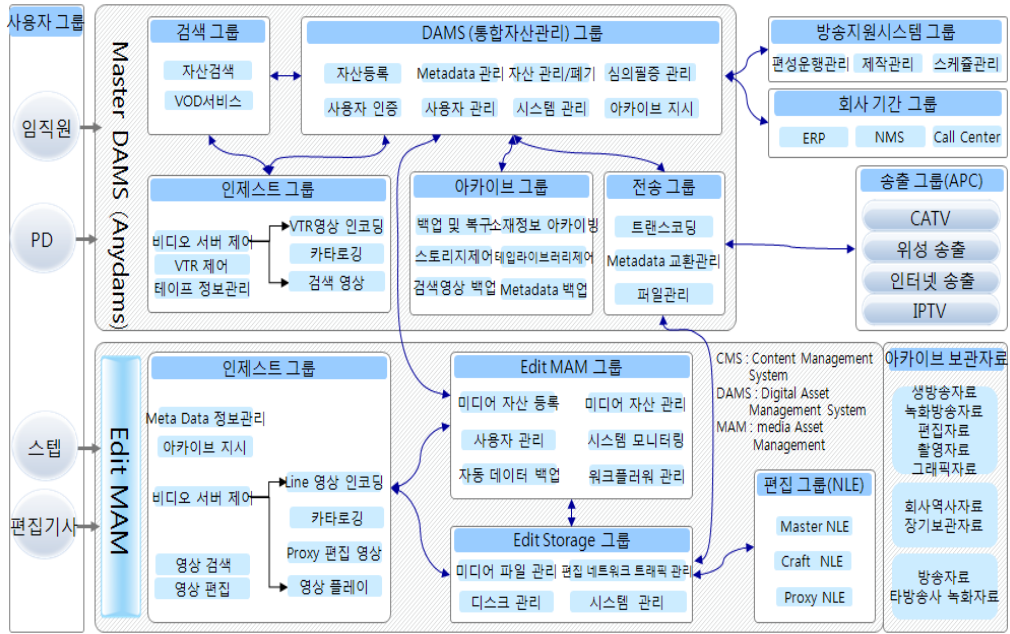 사용자 그룹
임직원
PD
스텝
편집기사
Master DAMS (Anydams)
검색 그룹
자산검색
VOD서비스
DAMS (통합자산관리) 그룹
자산등록 Metadata 관리 자산 관리/폐기 심의필증 관리
사용자 인증 사용자 관리 시스템 관리 아카이브 지시
인제스트 그룹
비디오 서버 제어
VTR 제어
테이프 정보관리
VTR영상 인코딩
카타로깅
검색 영상
아카이브 그룹
백업 및 복구 소재정보 아카이빙
스토리지제어 테입라이브러리제어
검색영상 백업 Metadata 백업
전송 그룹
트랜스코딩
Metadata 교환관리
퍼일관리
방송지원시스템 그룹
편성운행관리 제작관리 스케쥴관리
회사 기간 그룹
ERP NMS Call Center
송출 그룹(APC)
CATV
위성 송출
인터넷 송출
IPTV
Edit MAM
인제스트 그룹
Meta Data 정보관리
아카이브 지시
비디오 서버 제어
영상 검색
영상 편집
Line 영상 인코딩
카타로깅
Proxy 편집 영상
영상 플레이
Edit MAM 그룹
미디어 자산 등록 미디어 자산 관리
사용자 관리 시스템 모니터링
자동 데이터 백업 워크플러워 관리
Edit Storage 그룹
미디어 파일 관리 편집 네트워크 트래픽 관리
디스크 관리 시스템 관리
CMS : Content Management
System
DAMS : Digital Asset
Management System
MAM : media Asset
Management
편집 그룹(NLE)
Master NLE
Craft NLE
Proxy NLE
아카이브 보관자료
생방송자료
녹화방송자료
편집자료
촬영자료
그래픽자료
회사역사자료
장기보관자료
방송자료
타방송사 녹화자료